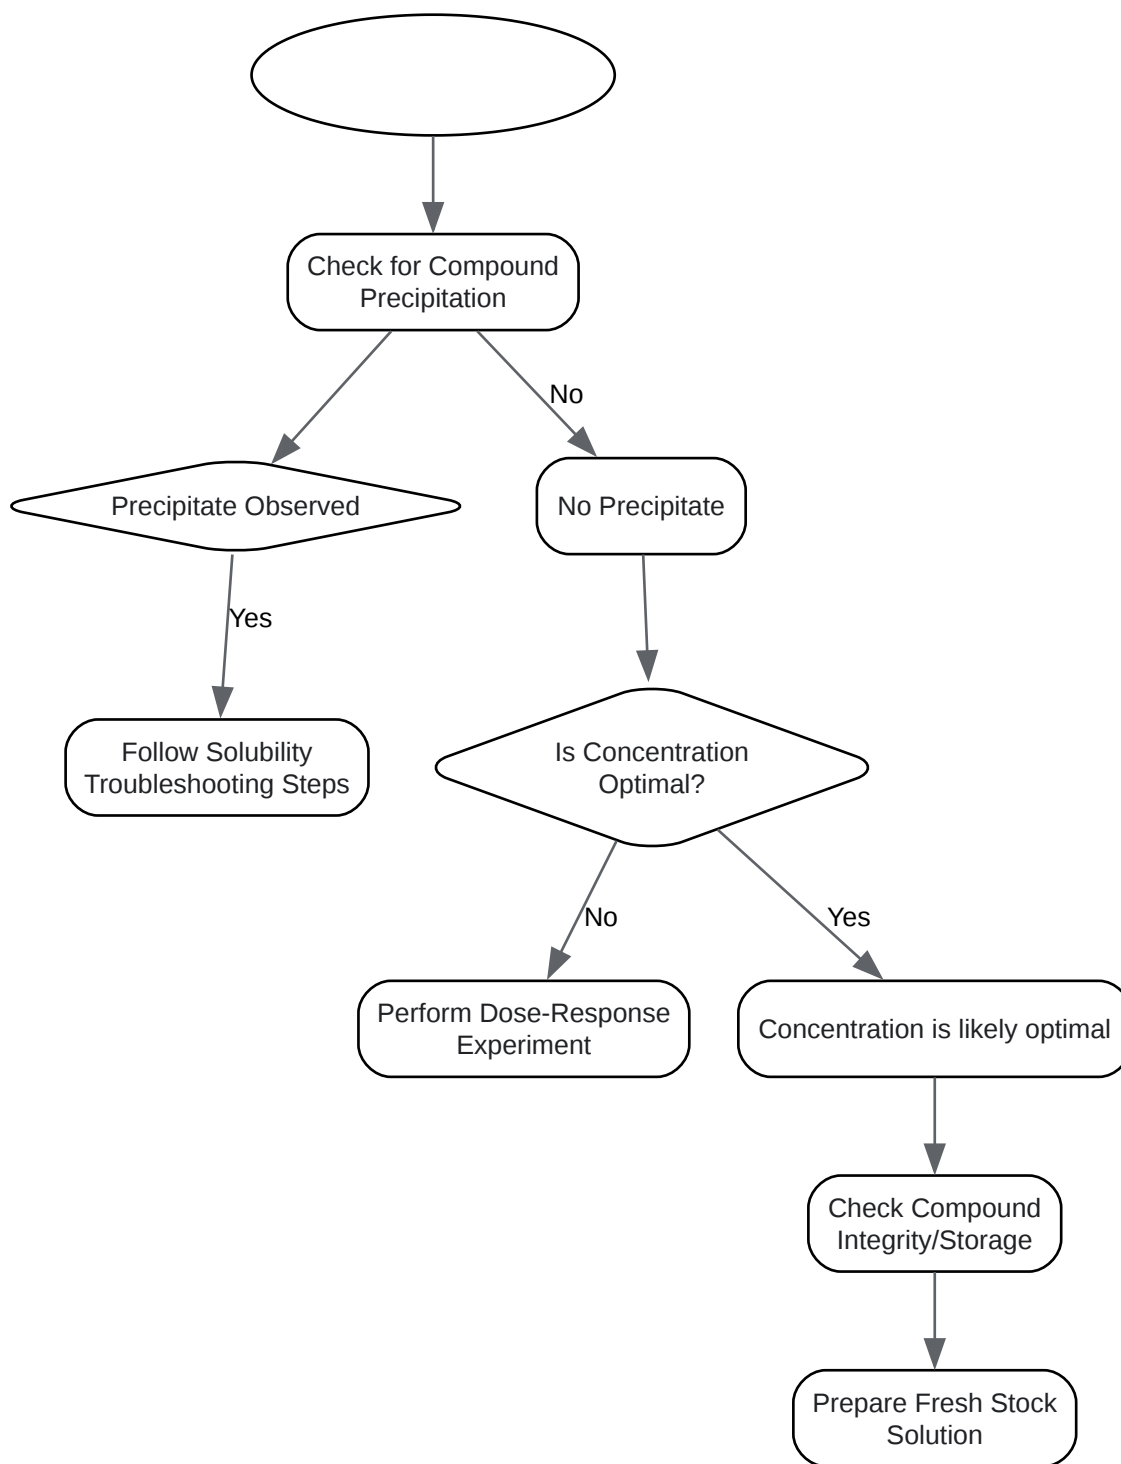 Check for Compound
Precipitation
No
Precipitate Observed
No Precipitate
Yes
Follow Solubility
Troubleshooting Steps
Is Concentration
Optimal?
No
Yes
Perform Dose-Response
Experiment
Concentration is likely optimal
Check Compound
Integrity/Storage
Prepare Fresh Stock
Solution